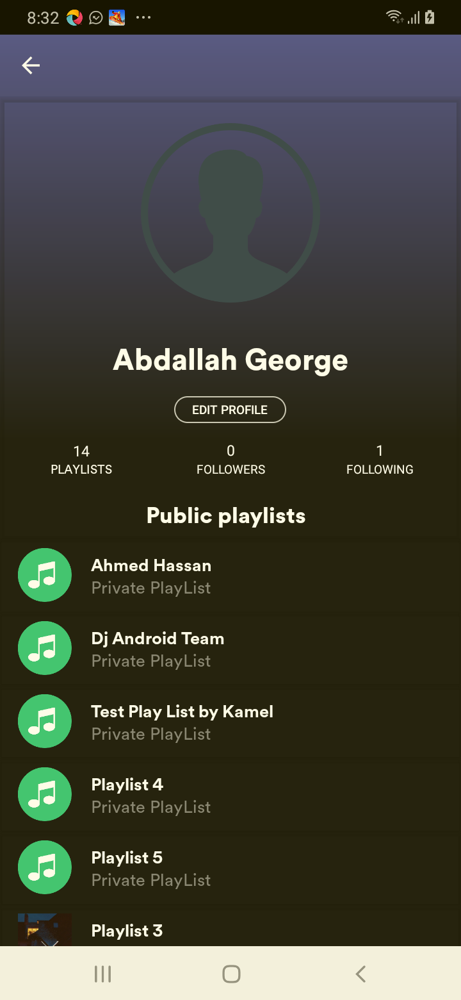 8:32
Abdallah George
EDIT PROFILE
14 0 1
PLAYLISTS FOLLOWERS FOLLOWING
Public playlists
Ahmed Hassan
Private PlayList
Dj Android Team
Private PlayList
Test Play List by Kamel
Private PlayList
Playlist 4
Private PlayList
Playlist 5
Private PlayList
Playlist 3